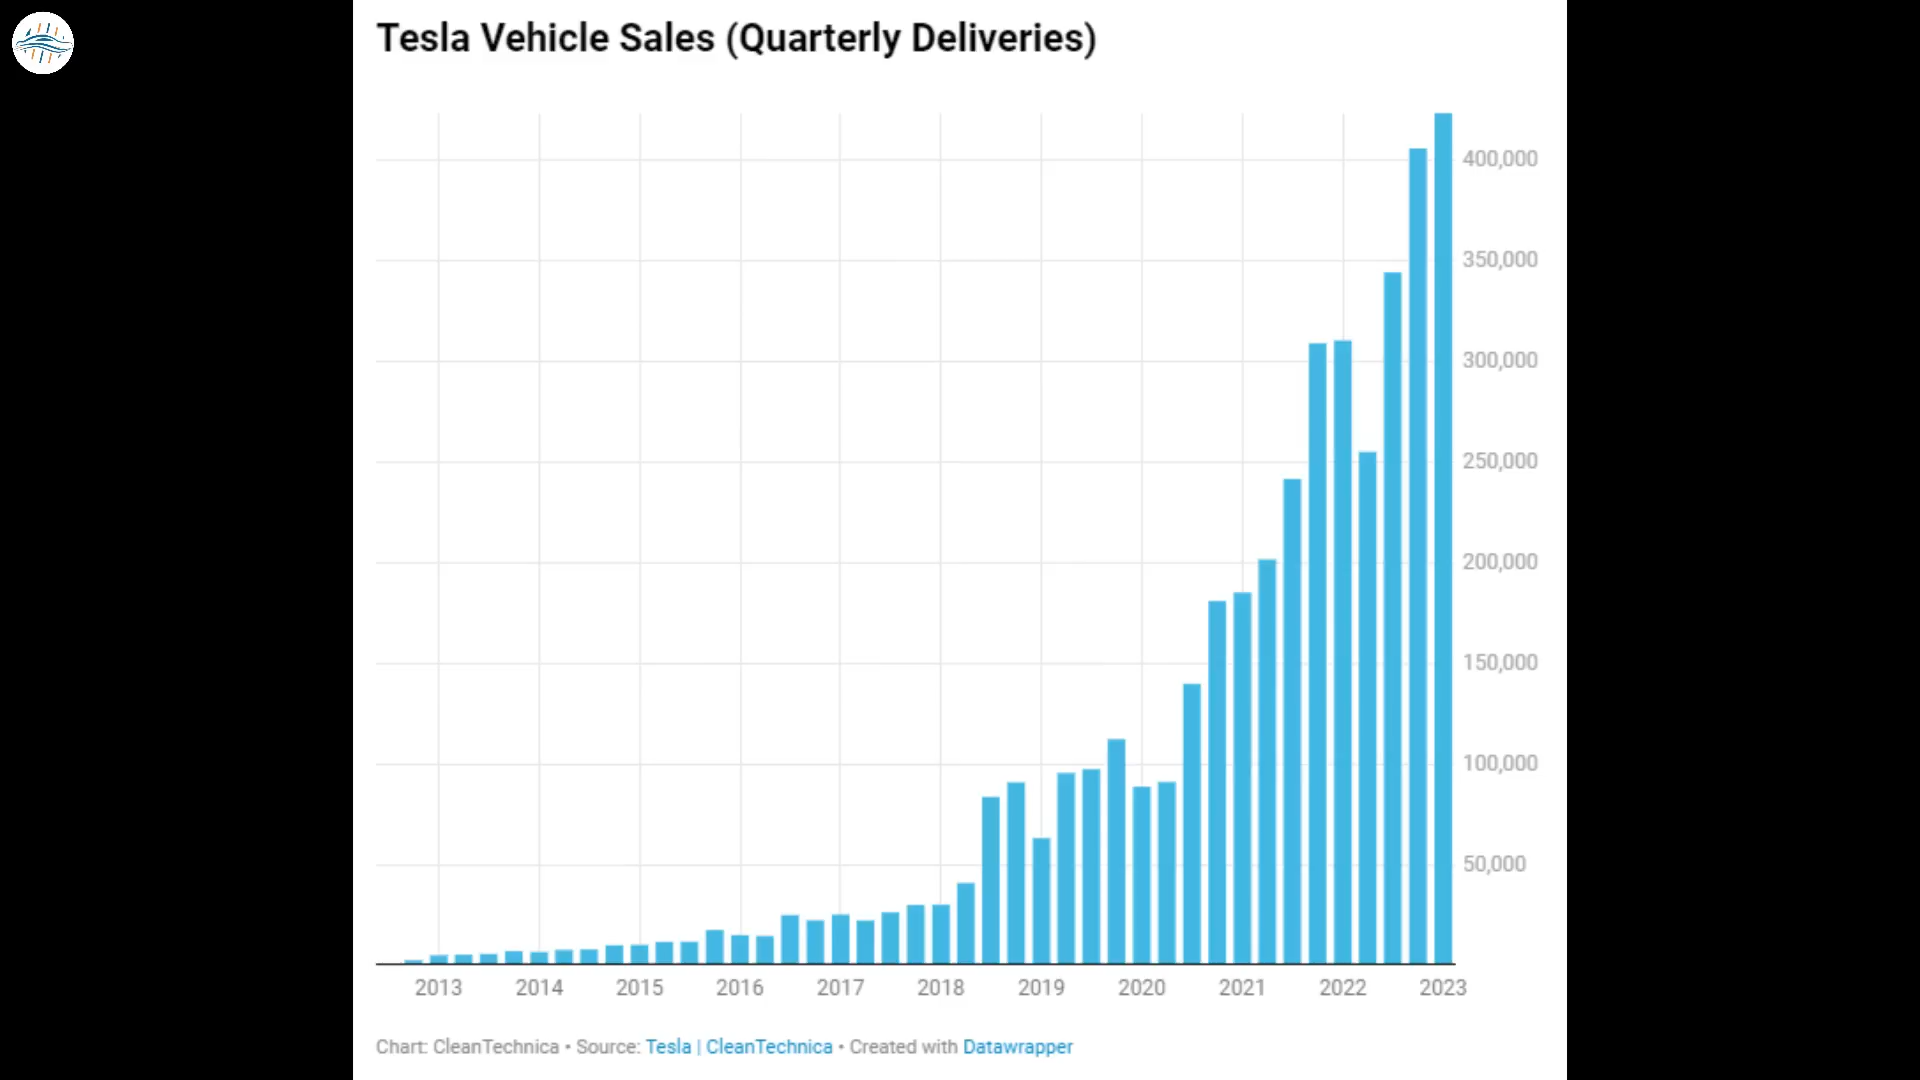 Tesla Vehicle Sales (Quarterly Deliveries)
400,000
350,000
300,000
250,000
200,000
150,000
100,000
50,000
2013 2014 2015 2016 2017 2018 2019 2020 2021 2022 2023
Chart: CleanTechnica • Source: Tesla | CleanTechnica • Created with Datawrapper